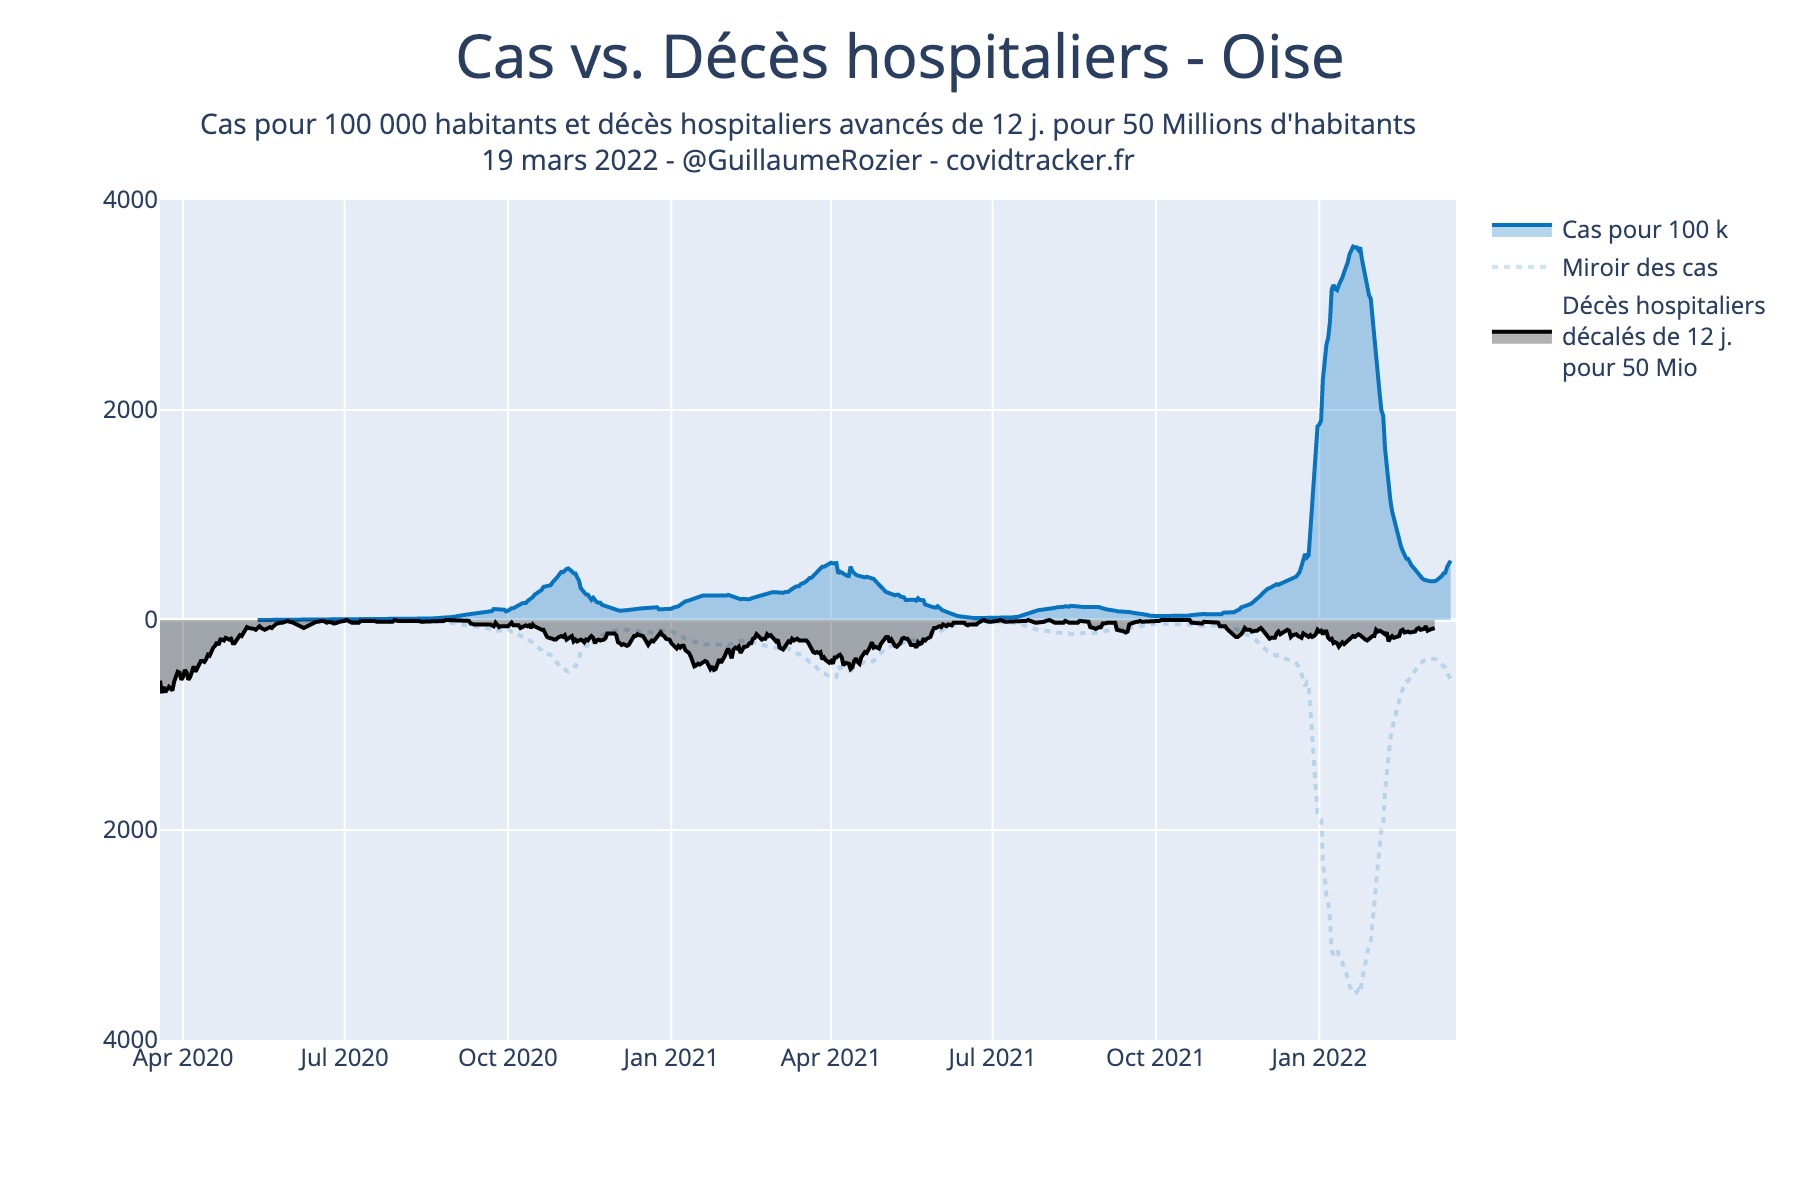 Cas vs. Décès hospitaliers - Oise
Cas pour 100 000 habitants et décès hospitaliers avancés de 12 j. pour 50 Millions d'habitants
19 mars 2022 - @GuillaumeRozier - covidtracker.fr
4000
2000
0
2000
4000
Apr 2020
Jul 2020
Oct 2020
Jan 2021
Apr 2021
Jul 2021
Oct 2021
Jan 2022
Cas pour 100 k
Miroir des cas
Décès hospitaliers
décalés de 12 j.
pour 50 Mio